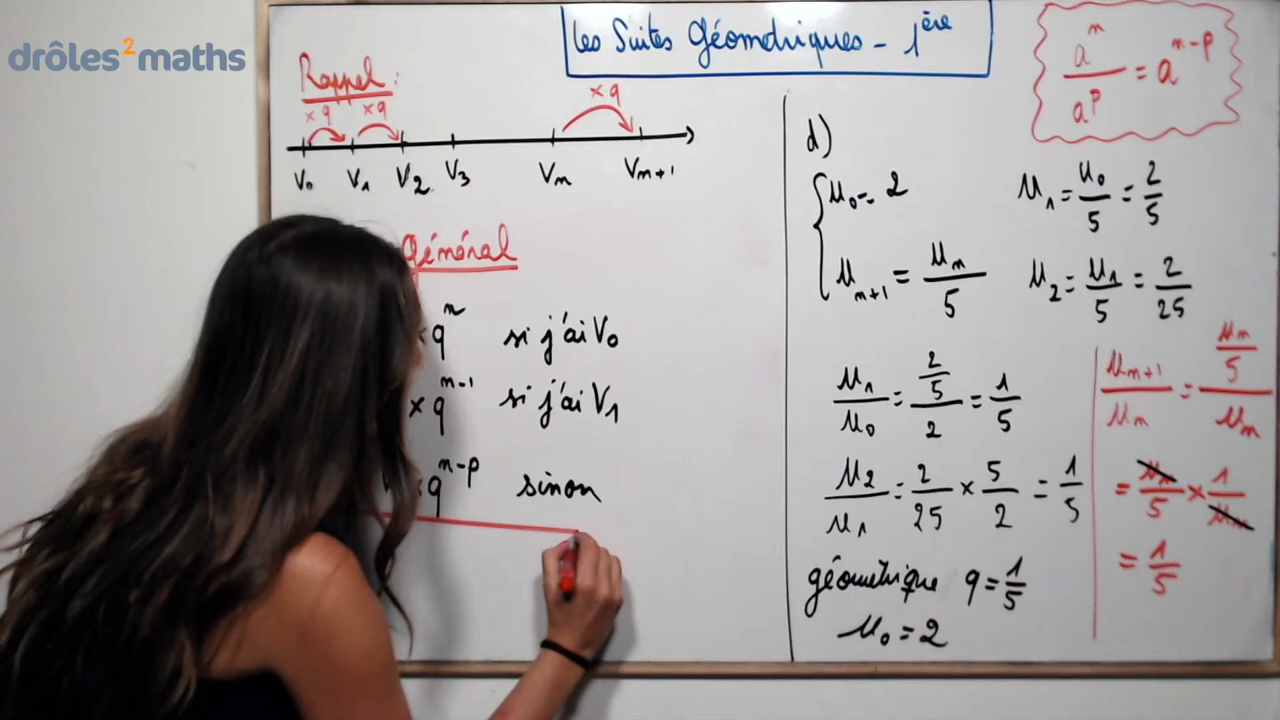 drôles2maths
Les Suites Géométriques - 1ère
a^n / a^p = a^(n-p)
Rappel:
×q ×q ×q
V₀ V₁ V₂ V₃ Vₙ Vₙ₊₁
Général
×q^n si j'ai V₀
×q^(n-1) si j'ai V₁
×q^(n-p) sinon
d)
{ u₀ = 2
uₙ₊₁ = uₙ/5
u₁ = u₀/5 = 2/5
u₂ = u₁/5 = 2/25
u₁/u₀ = (2/5)/2 = 1/5
u₂/u₁ = 2/25 × 5/2 = 1/5
géométrique q = 1/5
u₀ = 2
uₙ₊₁/uₙ = (uₙ/5)/uₙ
= uₙ/5 × 1/uₙ
= 1/5